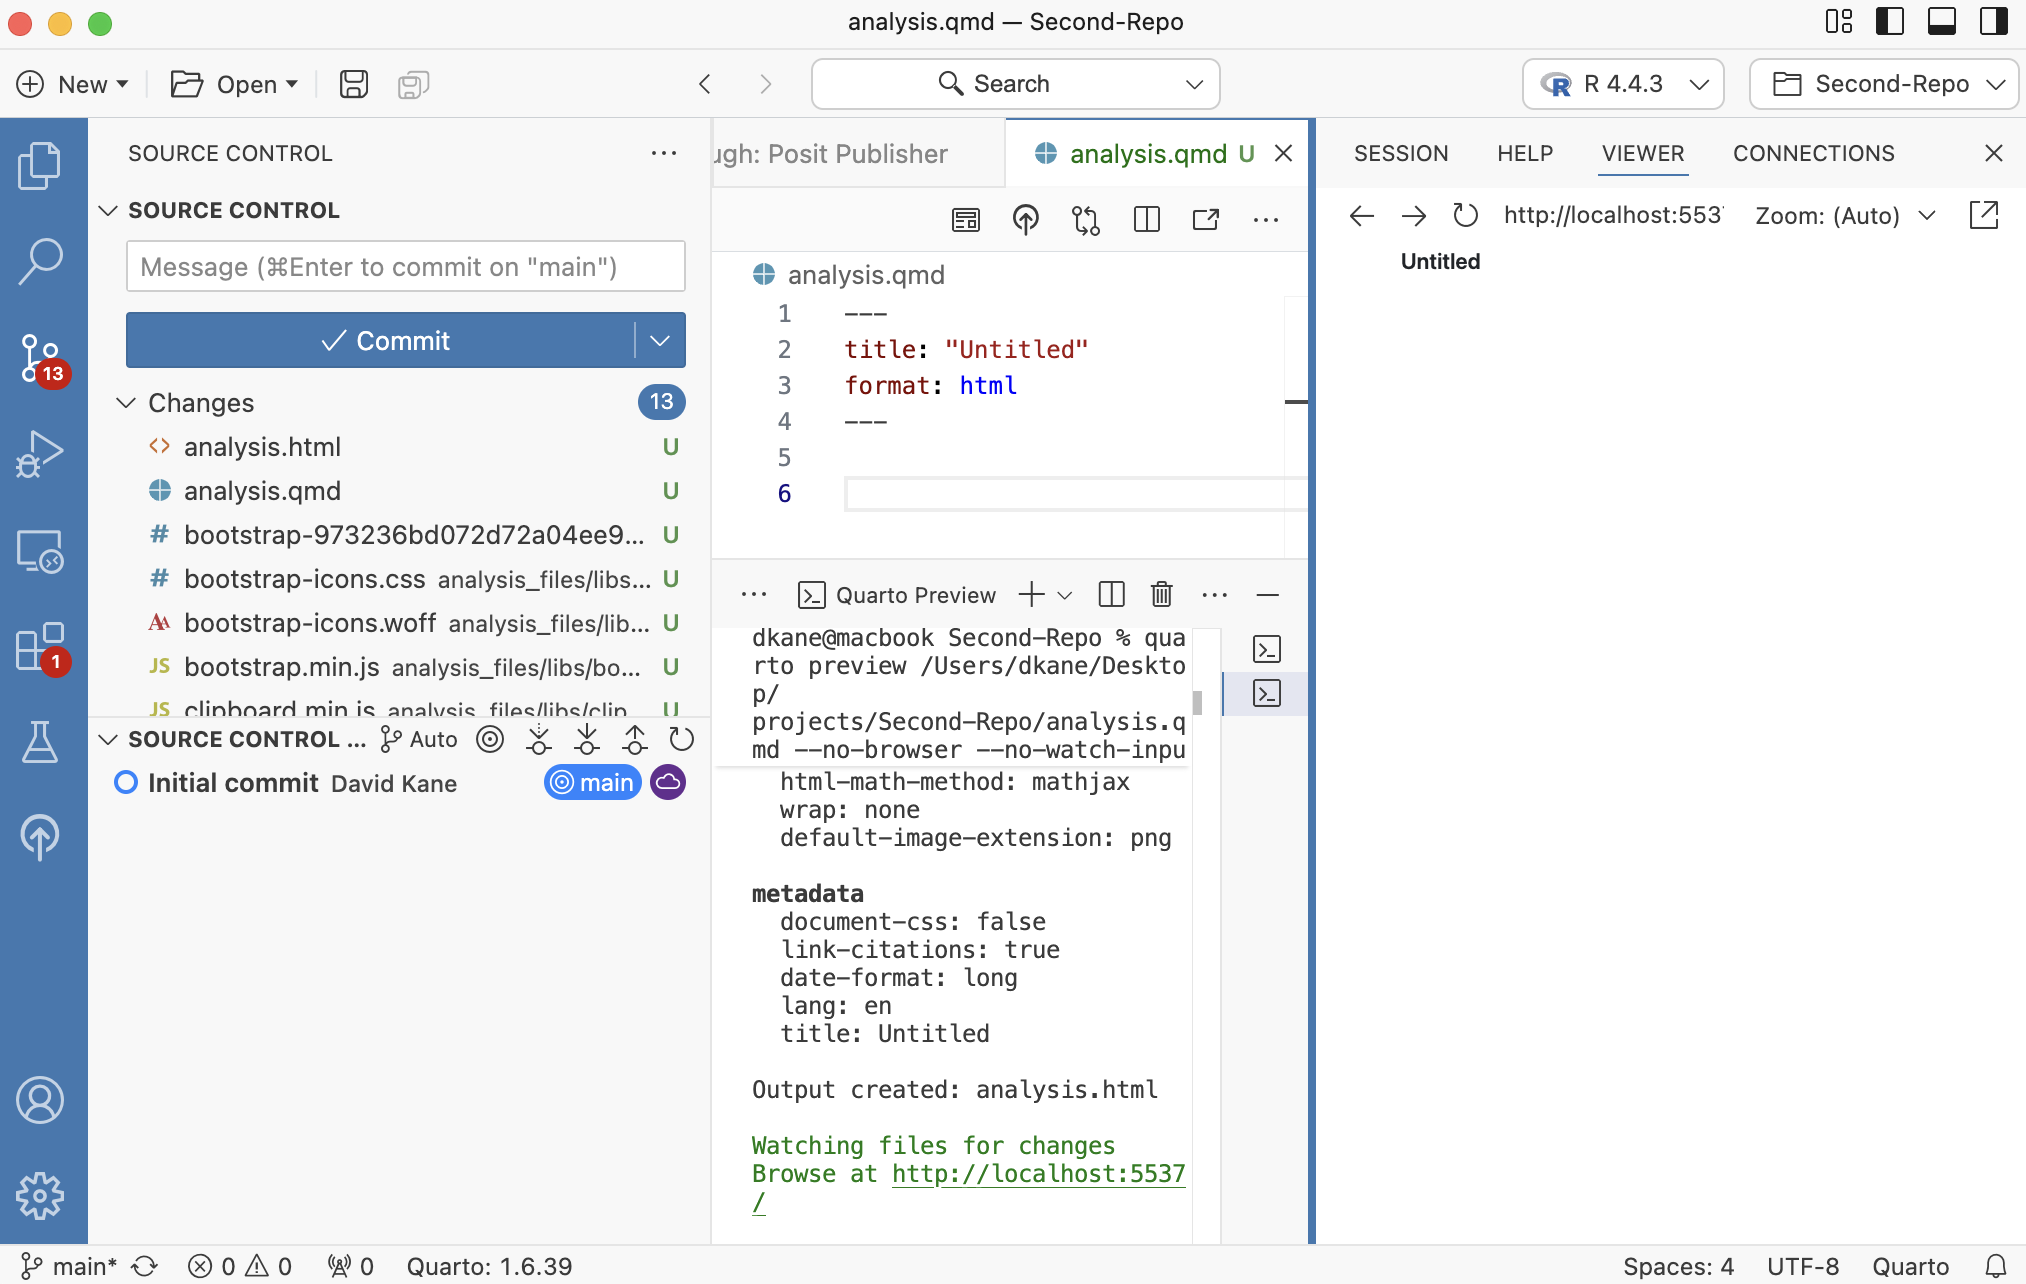 analysis.qmd — Second-Repo
New
Open
Search
R 4.4.3
Second-Repo
SOURCE CONTROL
SOURCE CONTROL
Message (⌘Enter to commit on "main")
Commit
Changes
13
analysis.html U
analysis.qmd U
bootstrap-973236bd072d72a04ee9... U
bootstrap-icons.css analysis_files/libs... U
bootstrap-icons.woff analysis_files/lib... U
bootstrap.min.js analysis_files/libs/bo... U
clipboard.min.js analysis_files/libs/clip U
13
1
SOURCE CONTROL ...
Auto
Initial commit David Kane
main
ugh: Posit Publisher
analysis.qmd U
analysis.qmd
1 ---
2 title: "Untitled"
3 format: html
4 ---
5
6
Quarto Preview
dkane@macbook Second-Repo % qua
rto preview /Users/dkane/Deskto
p/
projects/Second-Repo/analysis.q
md --no-browser --no-watch-inpu
html-math-method: mathjax
wrap: none
default-image-extension: png
metadata
document-css: false
link-citations: true
date-format: long
lang: en
title: Untitled
Output created: analysis.html
Watching files for changes
Browse at http://localhost:5537
/
SESSION
HELP
VIEWER
CONNECTIONS
http://localhost:553
Zoom: (Auto)
Untitled
main*
0
0
0
Quarto: 1.6.39
Spaces: 4
UTF-8
Quarto